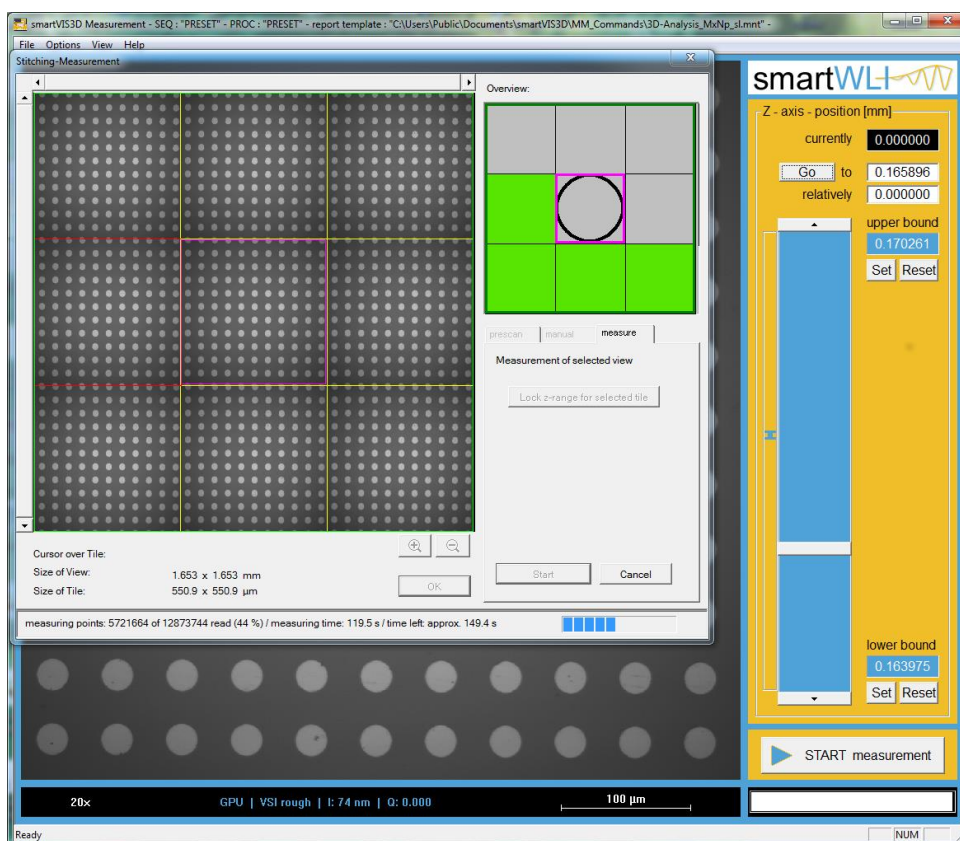 smartVIS3D Measurement - SEQ : "PRESET" - PROC : "PRESET" - report template : "C:\Users\Public\Documents\smartVIS3D\MM_Commands\3D-Analysis_MxNp_sl.mnt" -
File Options View Help
Stitching-Measurement
Overview:
prescan manual measure
Measurement of selected view
Lock z-range for selected tile
Cursor over Tile:
Size of View: 1.653 x 1.653 mm
Size of Tile: 550.9 x 550.9 µm
OK
Start Cancel
measuring points: 5721664 of 12873744 read (44 %) / measuring time: 119.5 s / time left: approx. 149.4 s
smartWLI
Z - axis - position [mm]
currently 0.000000
Go to 0.165896
relatively 0.000000
upper bound
0.170261
Set Reset
lower bound
0.163975
Set Reset
START measurement
20x GPU | VSI rough | I: 74 nm | Q: 0.000 100 µm
Ready NUM